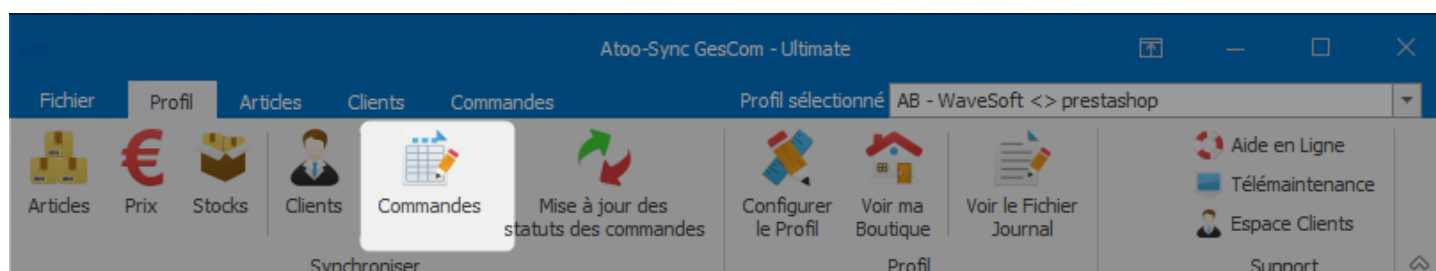 Atoo-Sync GesCom - Ultimate
Fichier Profil Articles Clients Commandes Profil sélectionné AB - WaveSoft <> prestashop
Articles Prix Stocks Clients Commandes Mise à jour des
statuts des commandes Configurer
le Profil Voir ma
Boutique Voir le Fichier
Journal
Aide en Ligne
Télémaintenance
Espace Clients
Synchroniser Profil Support